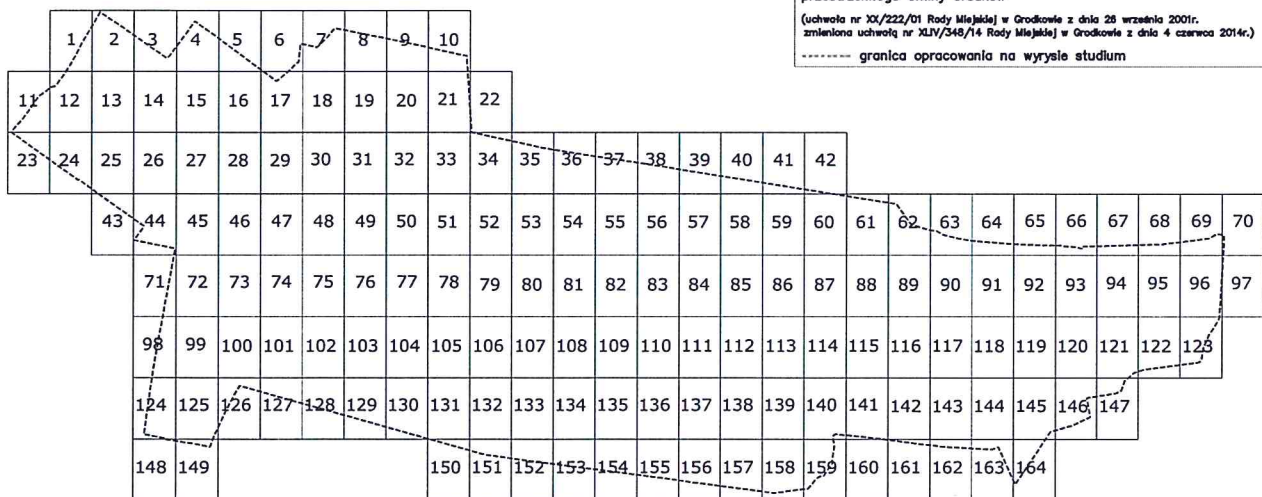 przestrzennego Gminy Grodków
(uchwała nr XX/222/01 Rady Miejskiej w Grodkowie z dnia 26 września 2001r.
zmieniona uchwałą nr XLIV/348/14 Rady Miejskiej w Grodkowie z dnia 4 czerwca 2014r.)
granica opracowania na wyrysie studium
1 2 3 4 5 6 7 8 9 10
11 12 13 14 15 16 17 18 19 20 21 22
23 24 25 26 27 28 29 30 31 32 33 34 35 36 37 38 39 40 41 42
43 44 45 46 47 48 49 50 51 52 53 54 55 56 57 58 59 60 61 62 63 64 65 66 67 68 69 70
71 72 73 74 75 76 77 78 79 80 81 82 83 84 85 86 87 88 89 90 91 92 93 94 95 96 97
98 99 100 101 102 103 104 105 106 107 108 109 110 111 112 113 114 115 116 117 118 119 120 121 122 123
124 125 126 127 128 129 130 131 132 133 134 135 136 137 138 139 140 141 142 143 144 145 146 147
148 149 150 151 152 153 154 155 156 157 158 159 160 161 162 163 164